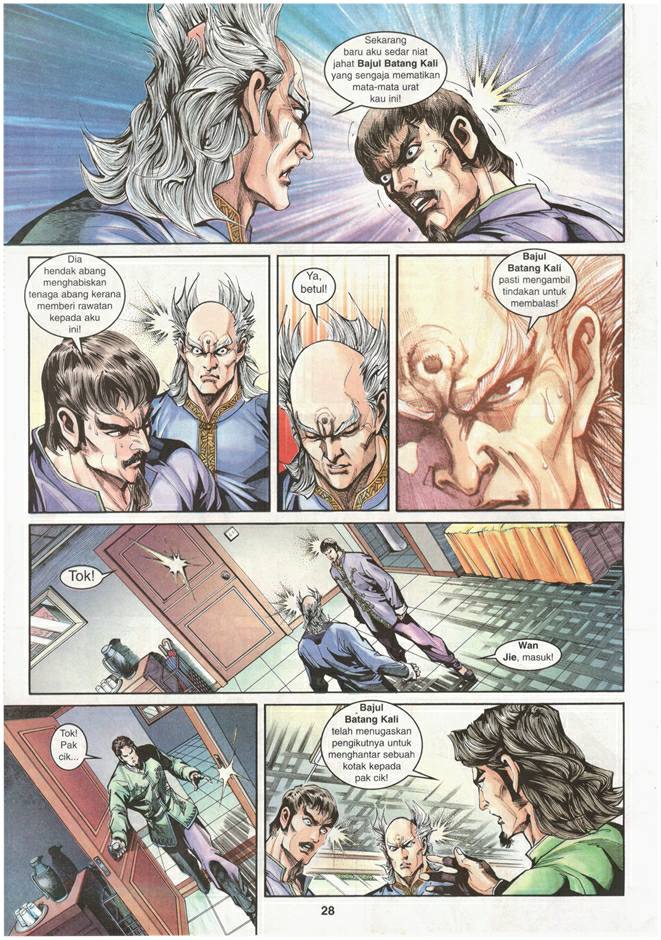 Sekarang
baru aku sedar niat
jahat Bajul Batang Kali
yang sengaja mematikan
mata-mata urat
kau ini!
Dia
hendak abang
menghabiskan
tenaga abang kerana
memberi rawatan
kepada aku
ini!
Ya,
betul!
Bajul
Batang Kali
pasti mengambil
tindakan untuk
membalas!
Tok!
Wan
Jie, masuk!
Tok!
Pak
cik...
Bajul
Batang Kali
telah menugaskan
pengikutnya untuk
menghantar sebuah
kotak kepada
pak cik!
28